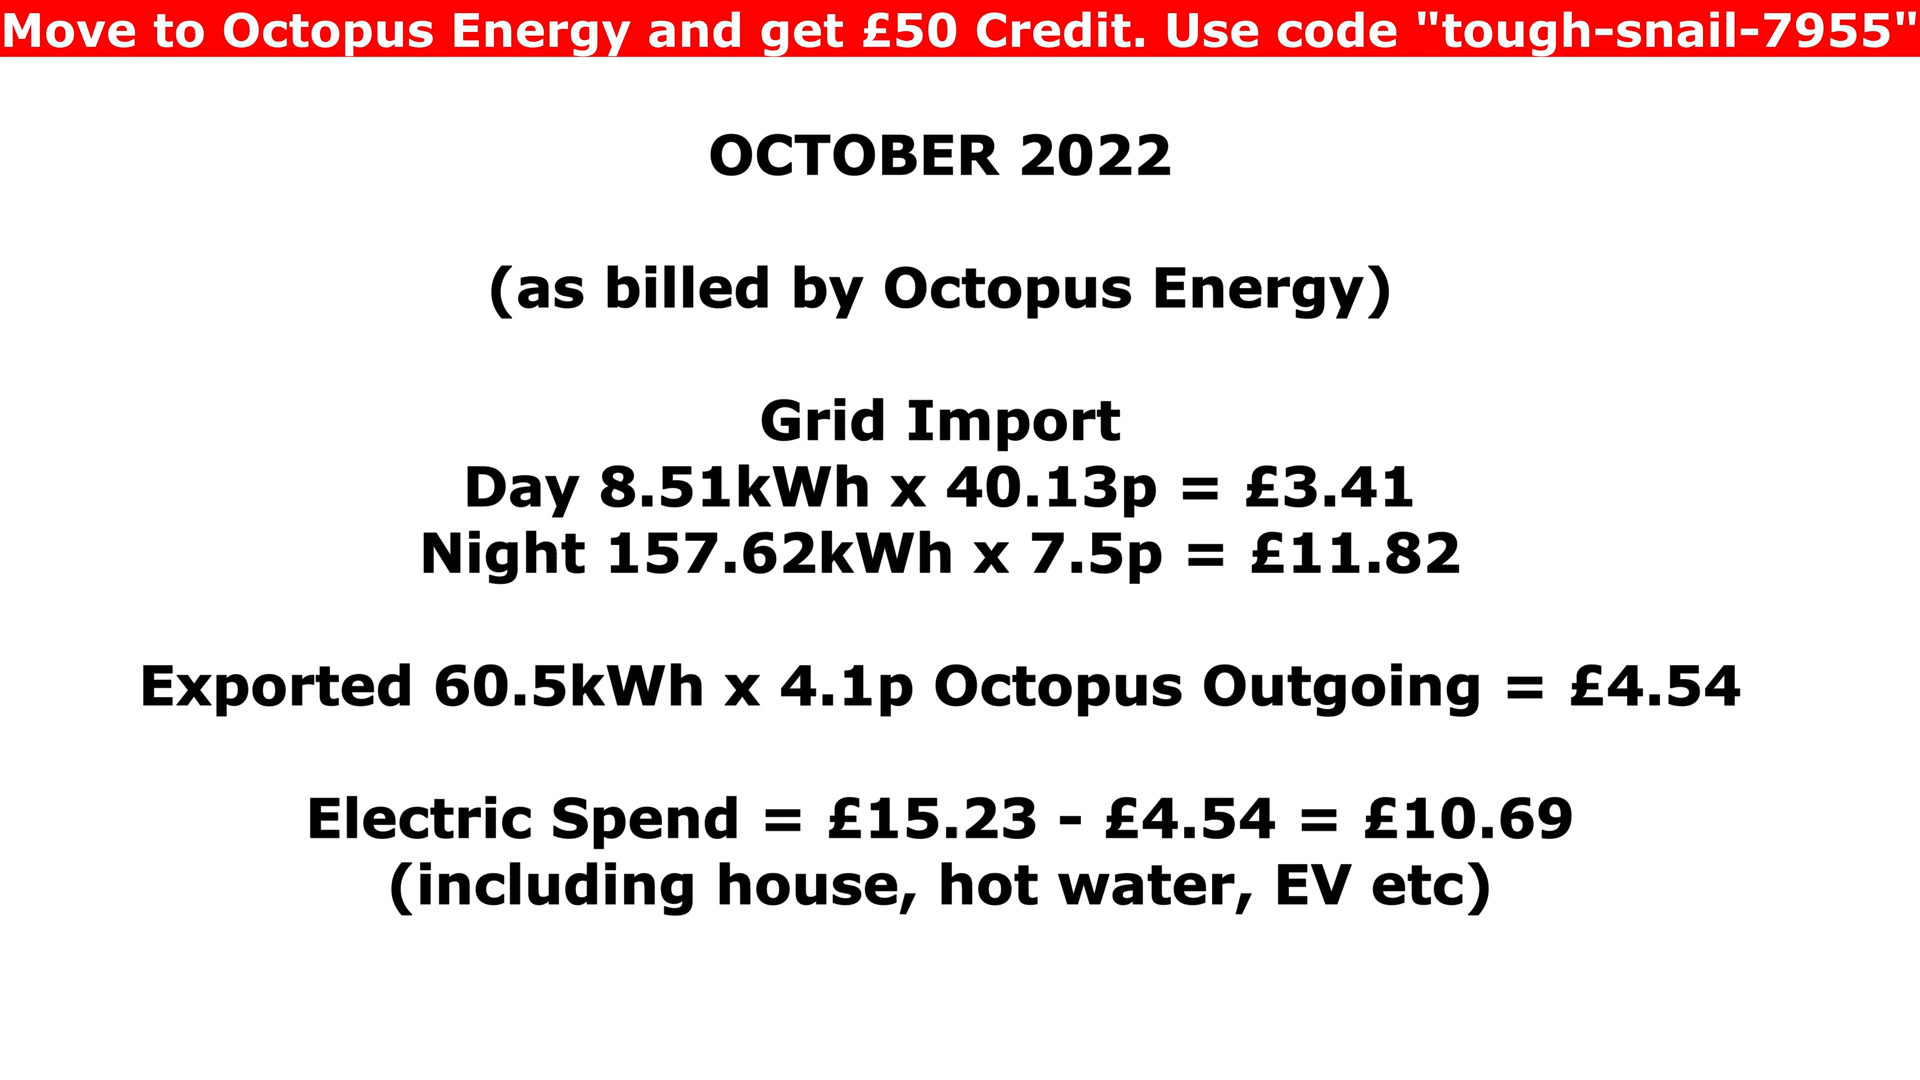 Move to Octopus Energy and get £50 Credit. Use code "tough-snail-7955"
OCTOBER 2022
(as billed by Octopus Energy)
Grid Import
Day 8.51kWh x 40.13p = £3.41
Night 157.62kWh x 7.5p = £11.82
Exported 60.5kWh x 4.1p Octopus Outgoing = £4.54
Electric Spend = £15.23 - £4.54 = £10.69
(including house, hot water, EV etc)